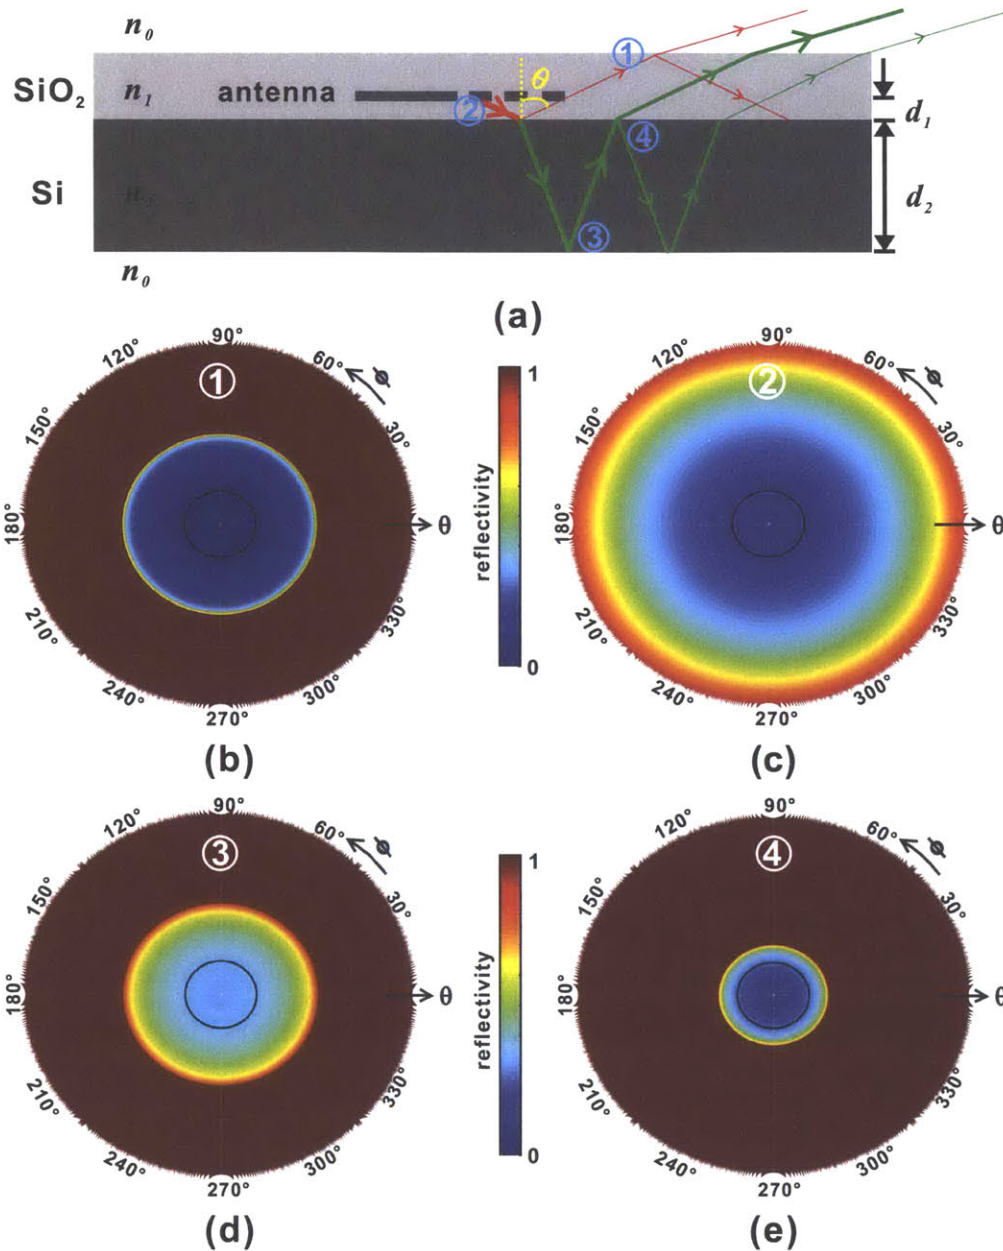 n₀
SiO₂ n₁ antenna θ ① ② d₁
④
Si d₂
③
n₀
(a)
90°
120° ① 60° ϕ
150° 30°
180° θ
210° 330°
240° 300°
270°
(b)
1
reflectivity
0
90°
120° ② 60° ϕ
150° 30°
180° θ
210° 330°
240° 300°
270°
(c)
90°
120° ③ 60° ϕ
150° 30°
180° θ
210° 330°
240° 300°
270°
(d)
1
reflectivity
0
90°
120° ④ 60° ϕ
150° 30°
180° θ
210° 330°
240° 300°
270°
(e)